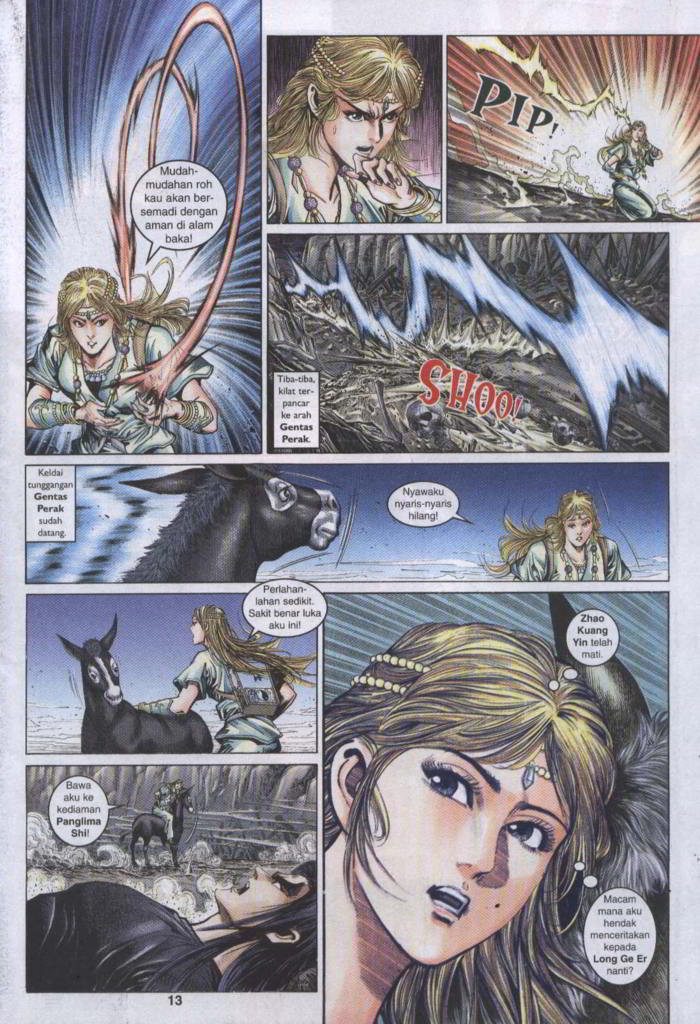 Mudah-
mudahan roh
kau akan ber-
semadi dengan
aman di alam
baka!
PIP!
Tiba-tiba,
kilat ter-
pancar
ke arah
Gentas
Perak.
SHOO!
Keldai
tunggangan
Gentas
Perak
sudah
datang.
Nyawaku
nyaris-nyaris
hilang!
Perlahan-
lahan sedikit.
Sakit benar luka
aku ini!
Zhao
Kuang
Yin telah
mati.
Bawa
aku ke
kediaman
Panglima
Shi!
Macam
mana aku
hendak
menceritakan
kepada
Long Ge Er
nanti?
13